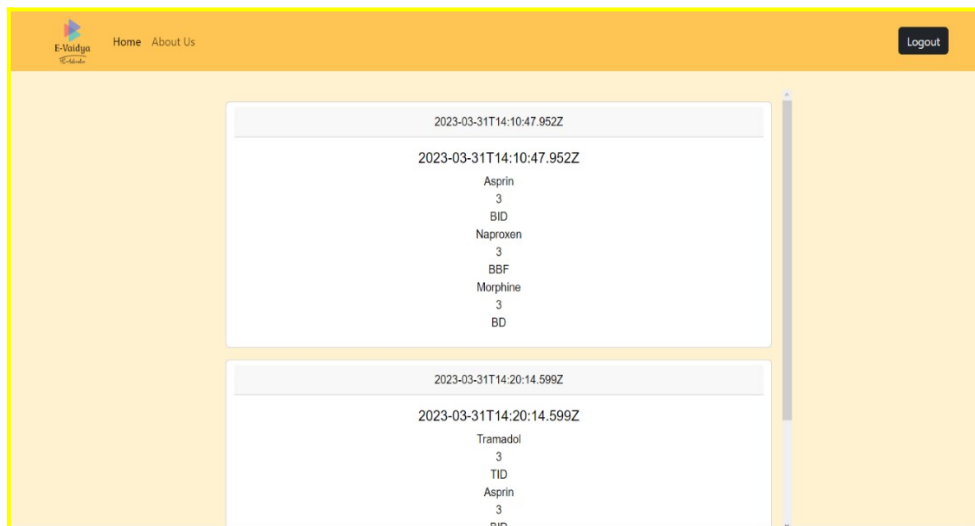 E-Vaidya
Home About Us
Logout
2023-03-31T14:10:47.952Z
2023-03-31T14:10:47.952Z
Asprin
3
BID
Naproxen
3
BBF
Morphine
3
BD
2023-03-31T14:20:14.599Z
2023-03-31T14:20:14.599Z
Tramadol
3
TID
Asprin
3
BID